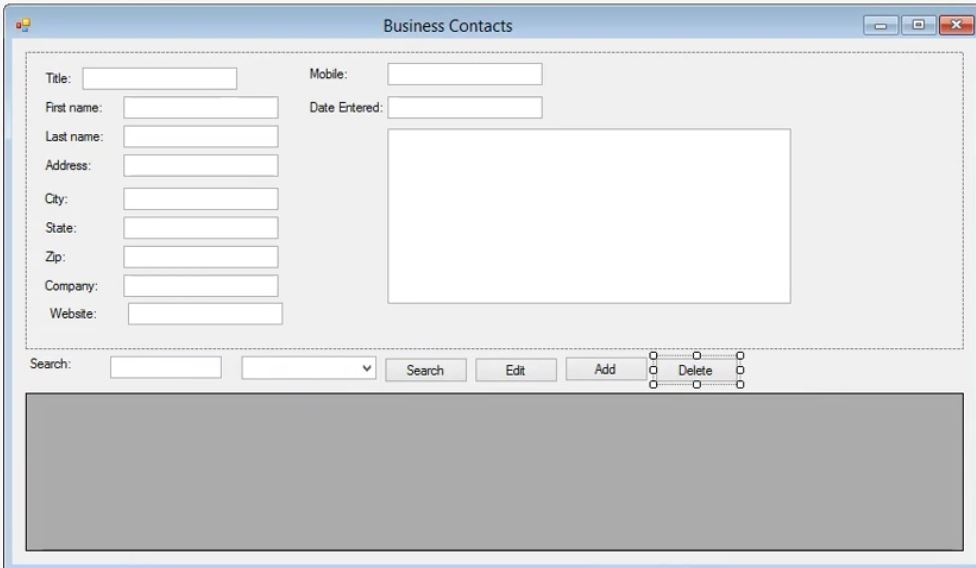 Business Contacts
Title:
Mobile:
First name:
Date Entered:
Last name:
Address:
City:
State:
Zip:
Company:
Website:
Search:
Search
Edit
Add
Delete